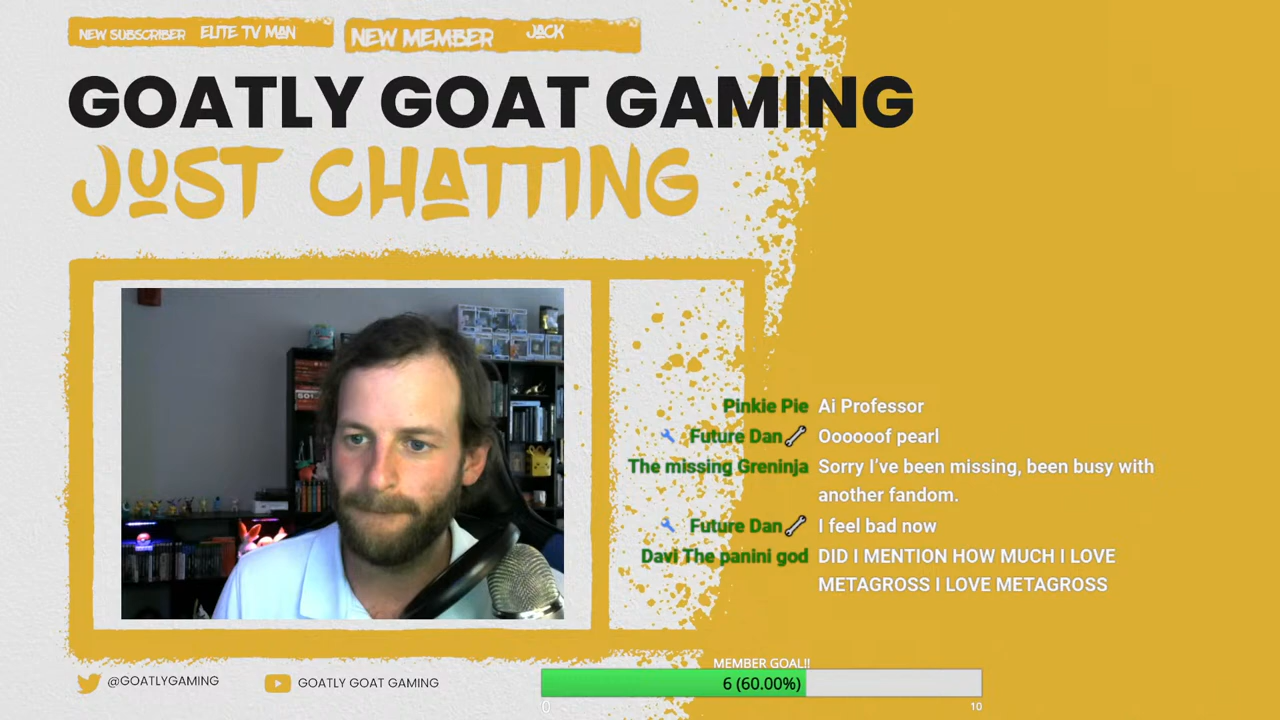 NEW SUBSCRIBER ELITE TV MAN
NEW MEMBER JACK
GOATLY GOAT GAMING
JUST CHATTING
Pinkie Pie Ai Professor
Future Dan Oooooof pearl
The missing Greninja Sorry I've been missing, been busy with
another fandom.
Future Dan I feel bad now
Davi The panini god DID I MENTION HOW MUCH I LOVE
METAGROSS I LOVE METAGROSS
MEMBER GOAL!!
6 (60.00%)
0 10
@GOATLYGAMING
GOATLY GOAT GAMING